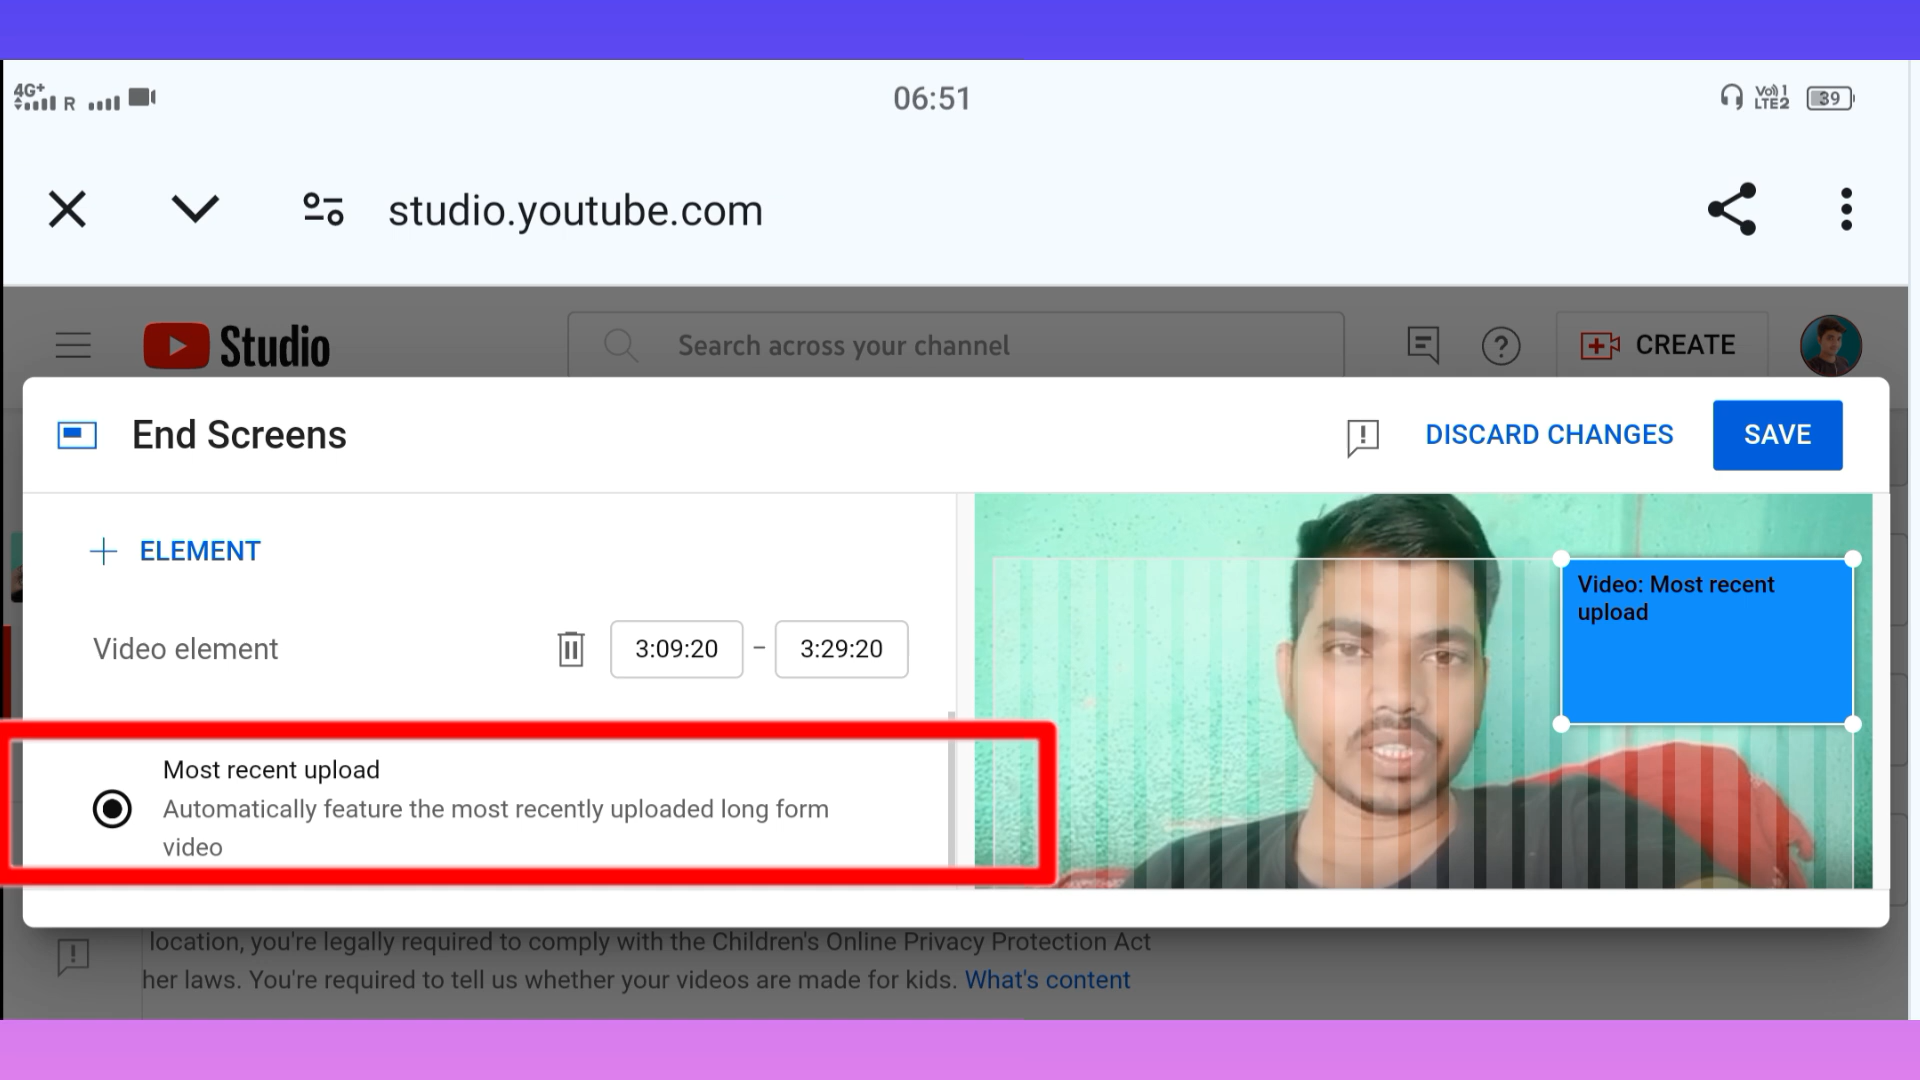 4G+ R 06:51 Vo) 1 LTE2 39
studio.youtube.com
Studio Search across your channel CREATE
End Screens DISCARD CHANGES SAVE
ELEMENT
Video element 3:09:20 – 3:29:20
Video: Most recent
upload
Most recent upload
Automatically feature the most recently uploaded long form
video
location, you're legally required to comply with the Children's Online Privacy Protection Act
her laws. You're required to tell us whether your videos are made for kids. What's content